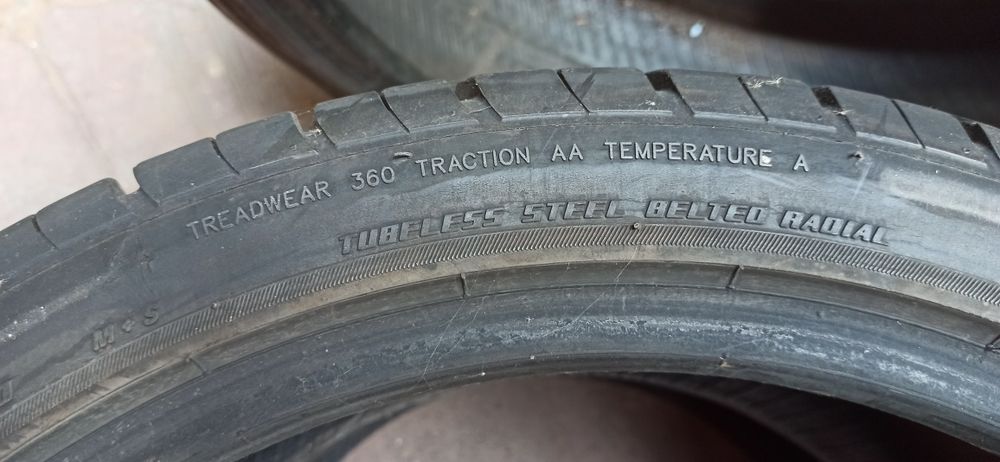 TREADWEAR 360 TRACTION AA TEMPERATURE A
TUBELESS STEEL BELTED RADIAL
M+S